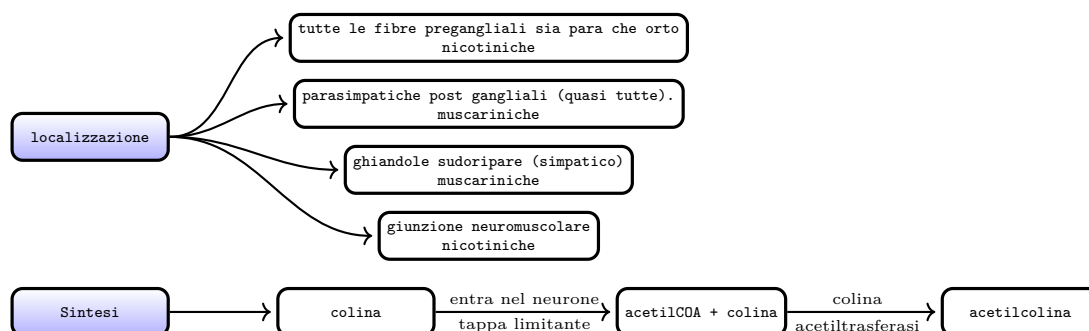 tutte le fibre pregangliali sia para che orto
nicotiniche
parasimpatiche post gangliali (quasi tutte).
muscariniche
localizzazione
ghiandole sudoripare (simpatico)
muscariniche
giunzione neuromuscolare
nicotiniche
Sintesi
colina
entra nel neurone
tappa limitante
acetilCOA + colina
colina
acetiltrasferasi
acetilcolina